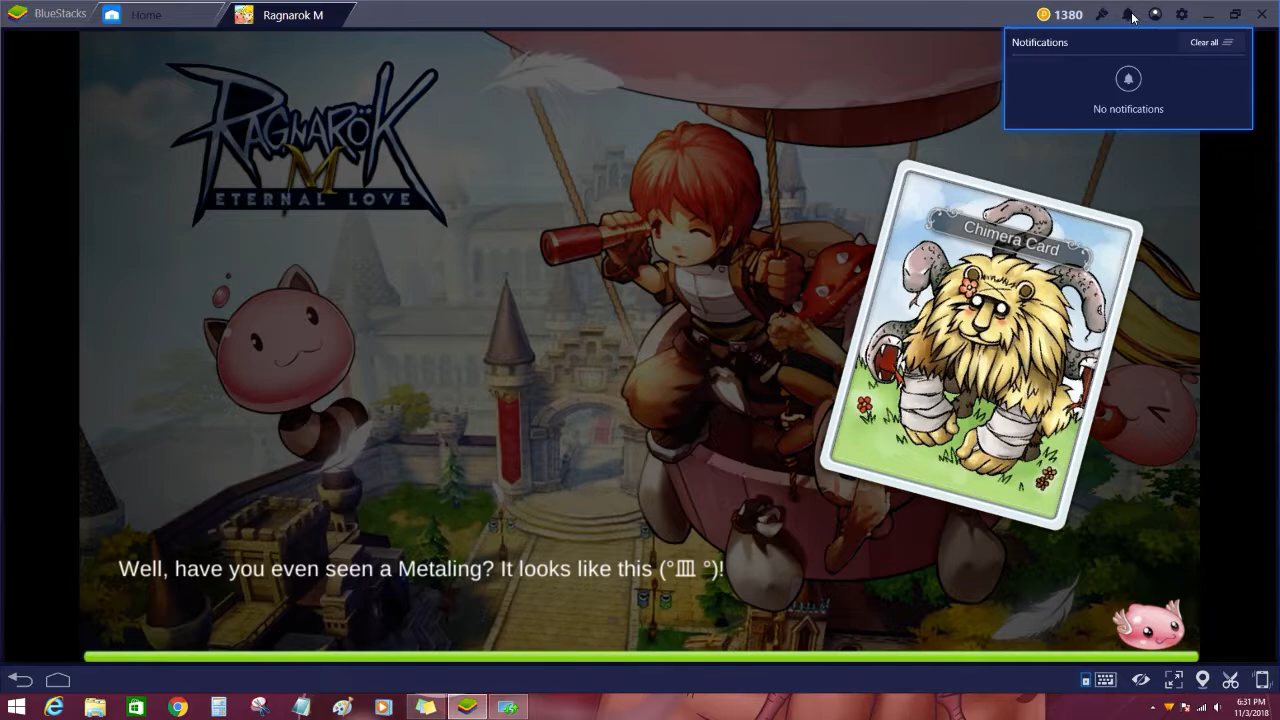 BlueStacks
Home
Ragnarok M
1380
Notifications
Clear all
No notifications
RAGNARÖK
M
ETERNAL LOVE
Chimera Card
Well, have you even seen a Metaling? It looks like this (°皿 °)!
6:31 PM
11/3/2018